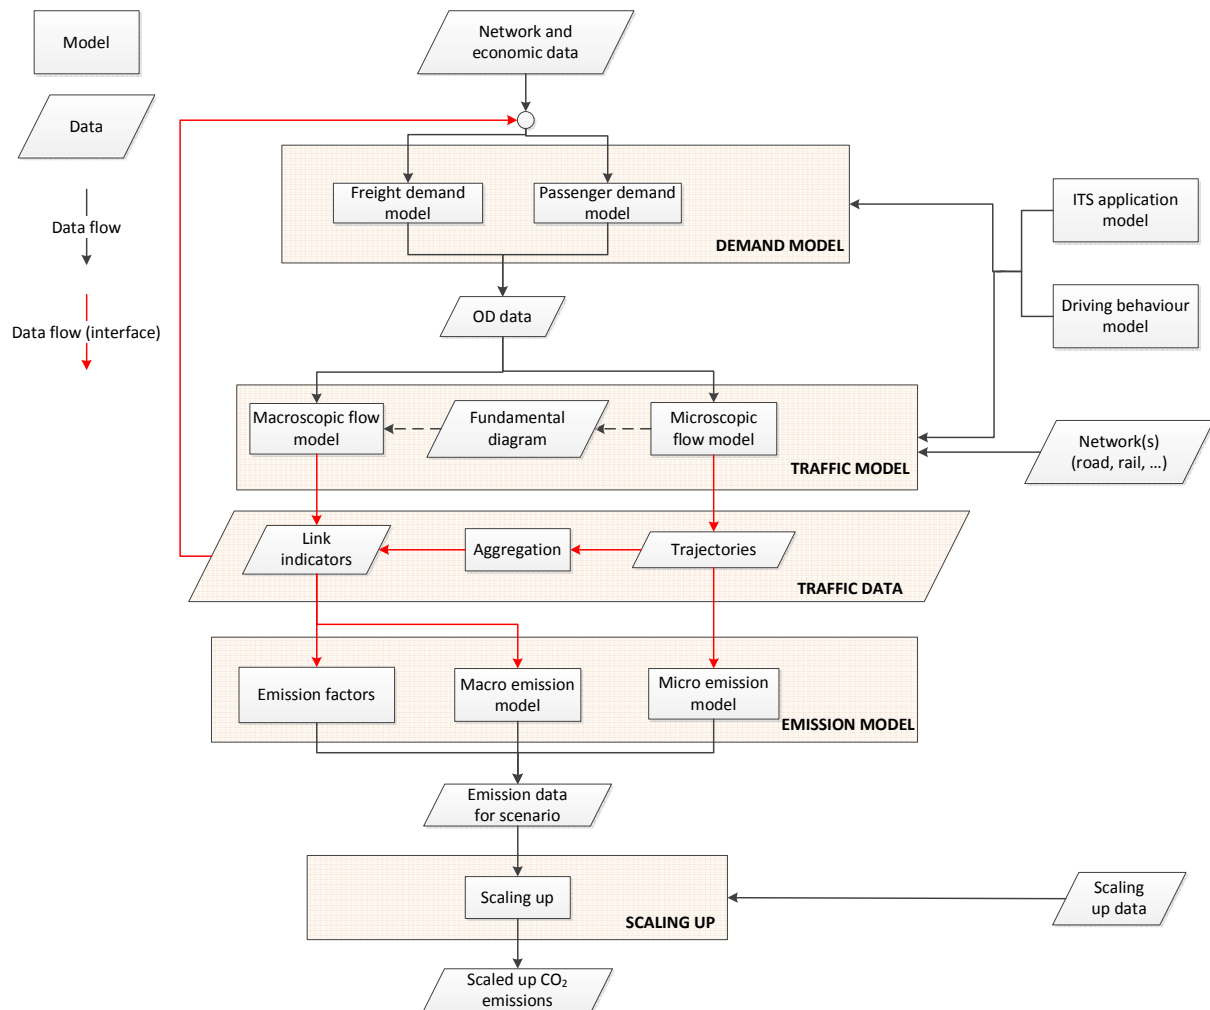 Model
Network and
economic data
Data
Data flow
Data flow (interface)
Freight demand
model
Passenger demand
model
DEMAND MODEL
ITS application
model
Driving behaviour
model
OD data
Macroscopic flow
model
Fundamental
diagram
Microscopic
flow model
TRAFFIC MODEL
Network(s)
(road, rail, ...)
Link
indicators
Aggregation
Trajectories
TRAFFIC DATA
Emission factors
Macro emission
model
Micro emission
model
EMISSION MODEL
Emission data
for scenario
Scaling up
SCALING UP
Scaling
up data
Scaled up CO₂
emissions